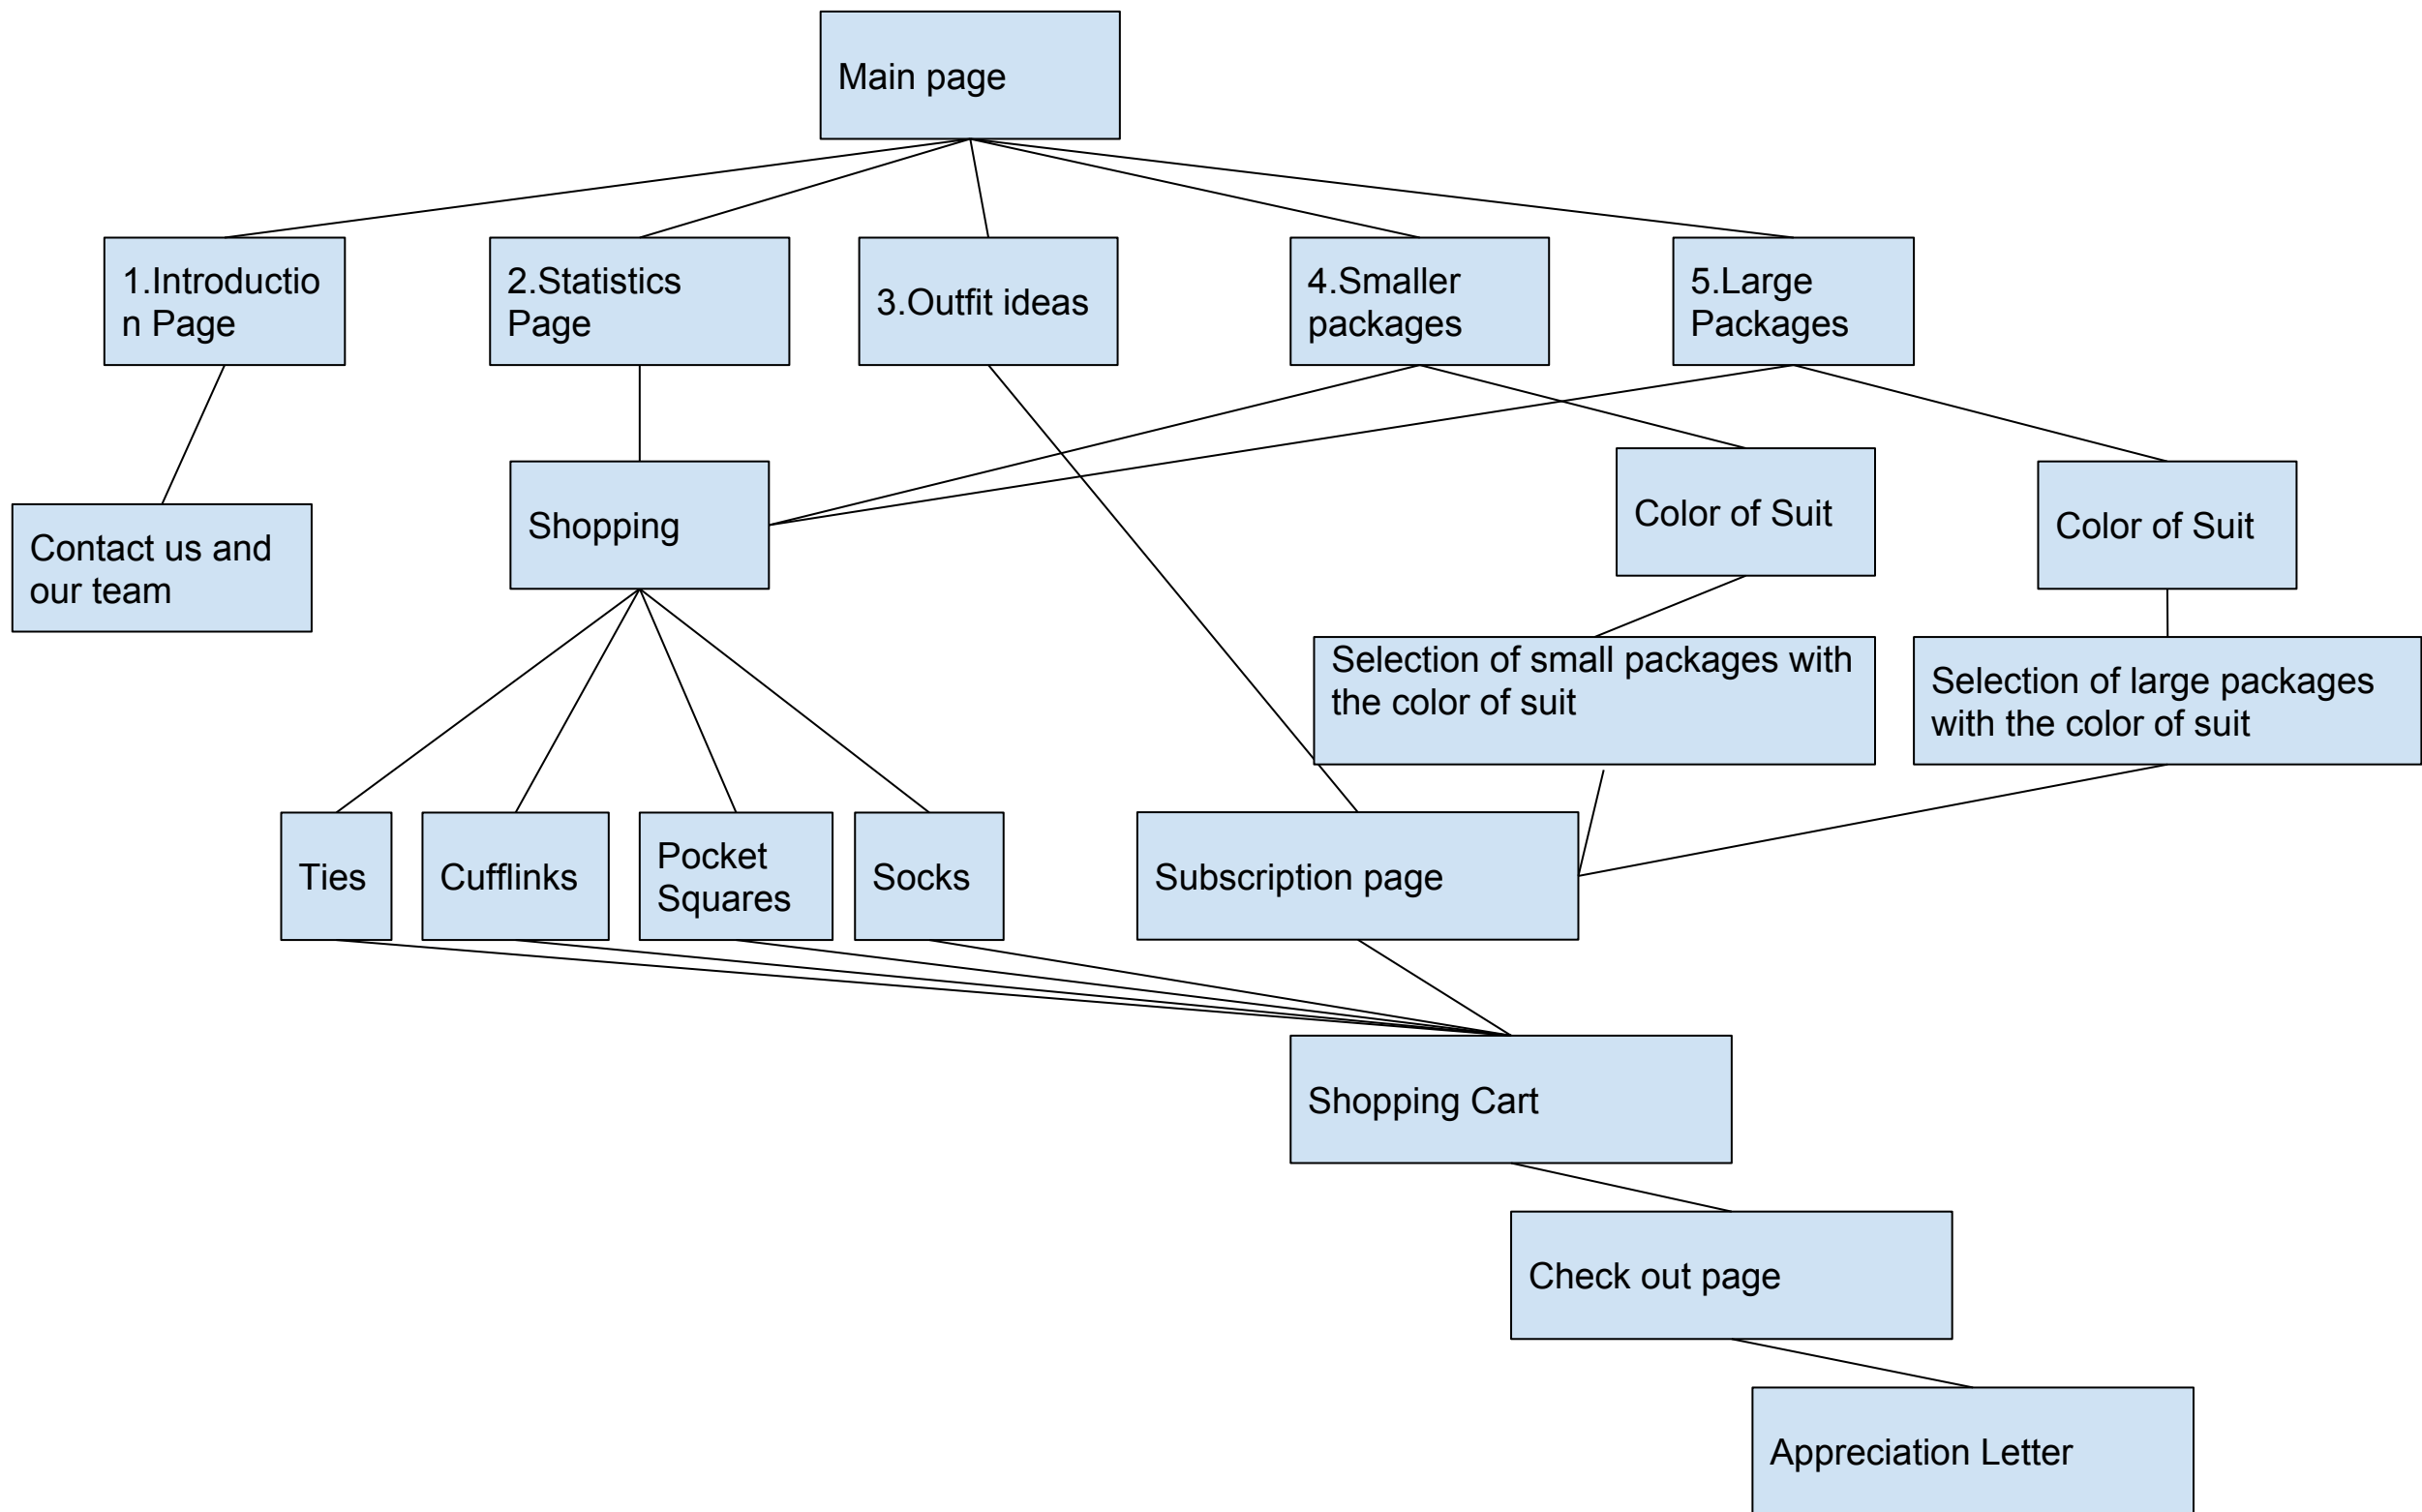 Main page
1.Introductio
n Page
2.Statistics
Page
3.Outfit ideas
4.Smaller
packages
5.Large
Packages
Contact us and
our team
Shopping
Color of Suit
Color of Suit
Selection of small packages with
the color of suit
Selection of large packages
with the color of suit
Ties
Cufflinks
Pocket
Squares
Socks
Subscription page
Shopping Cart
Check out page
Appreciation Letter